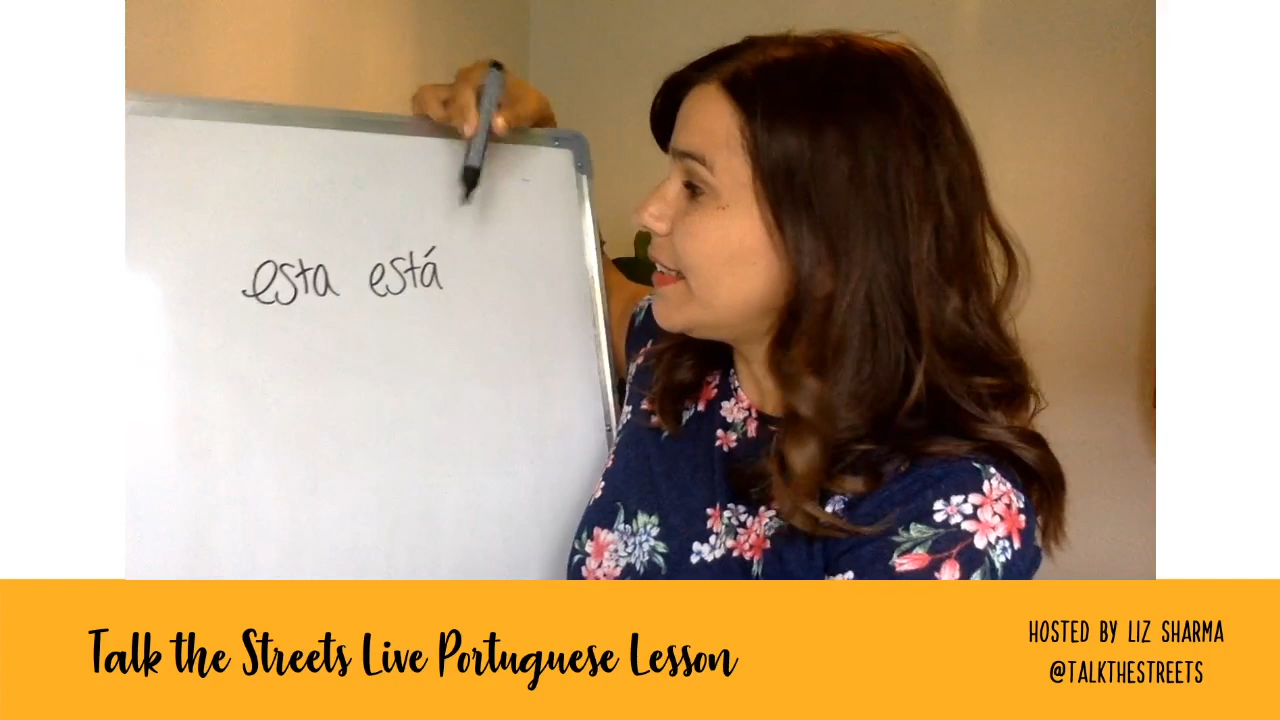 esta está
Talk the Streets Live Portuguese Lesson
HOSTED BY LIZ SHARMA
@TALKTHESTREETS